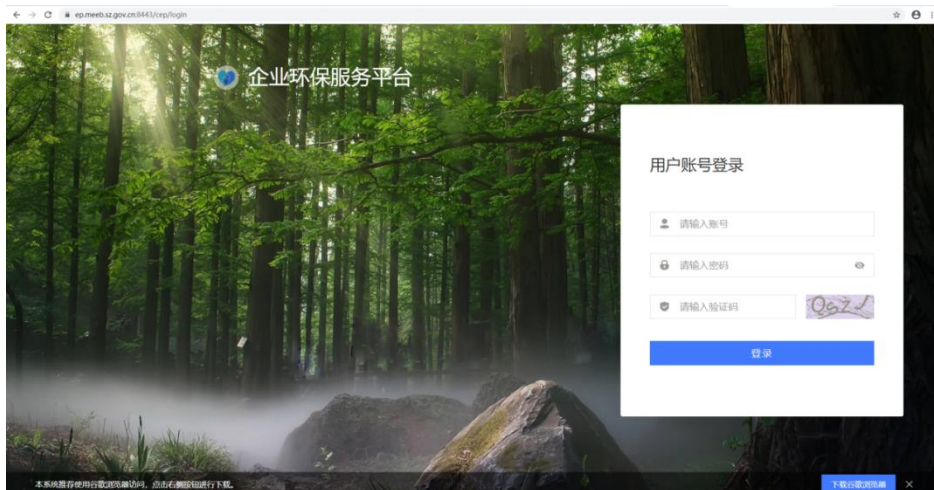 ep.meeb.sz.gov.cn:8443/cep/login
企业环保服务平台
用户账号登录
请输入账号
请输入密码
请输入验证码
登录
本系统推荐使用谷歌浏览器访问，点击右侧按钮进行下载。
下载谷歌浏览器